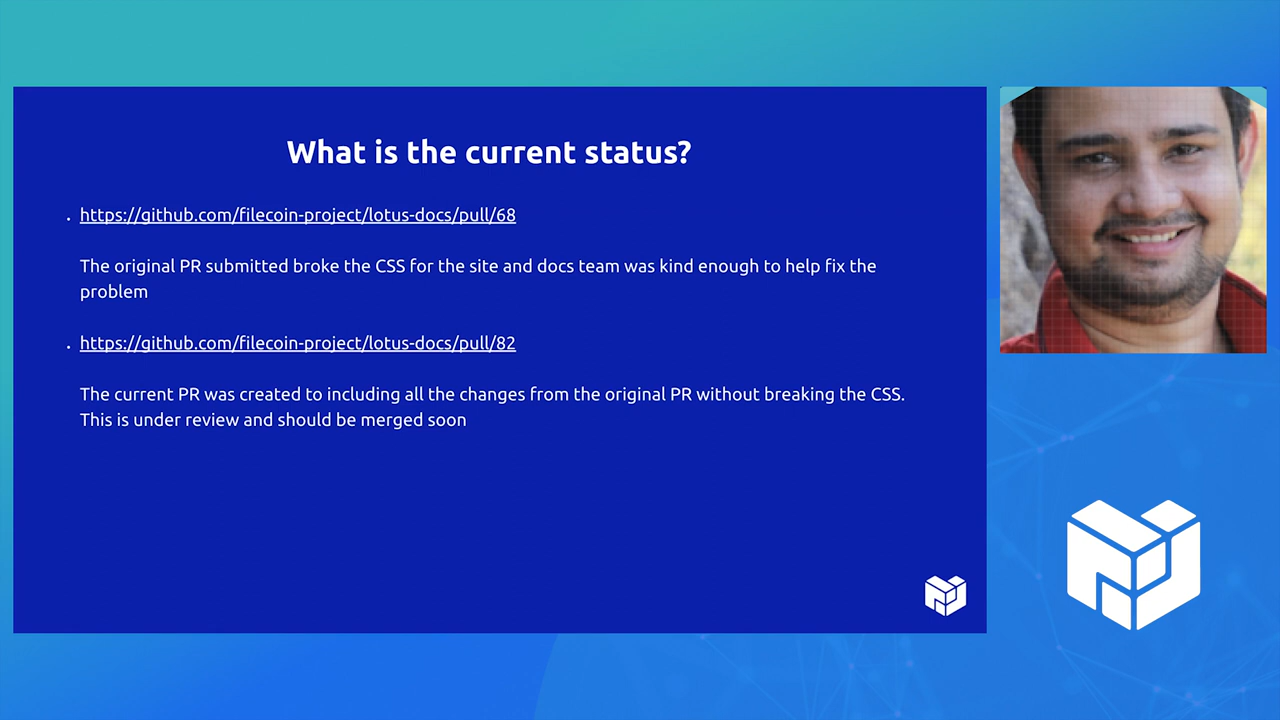 What is the current status?
• https://github.com/filecoin-project/lotus-docs/pull/68
The original PR submitted broke the CSS for the site and docs team was kind enough to help fix the
problem
• https://github.com/filecoin-project/lotus-docs/pull/82
The current PR was created to including all the changes from the original PR without breaking the CSS.
This is under review and should be merged soon